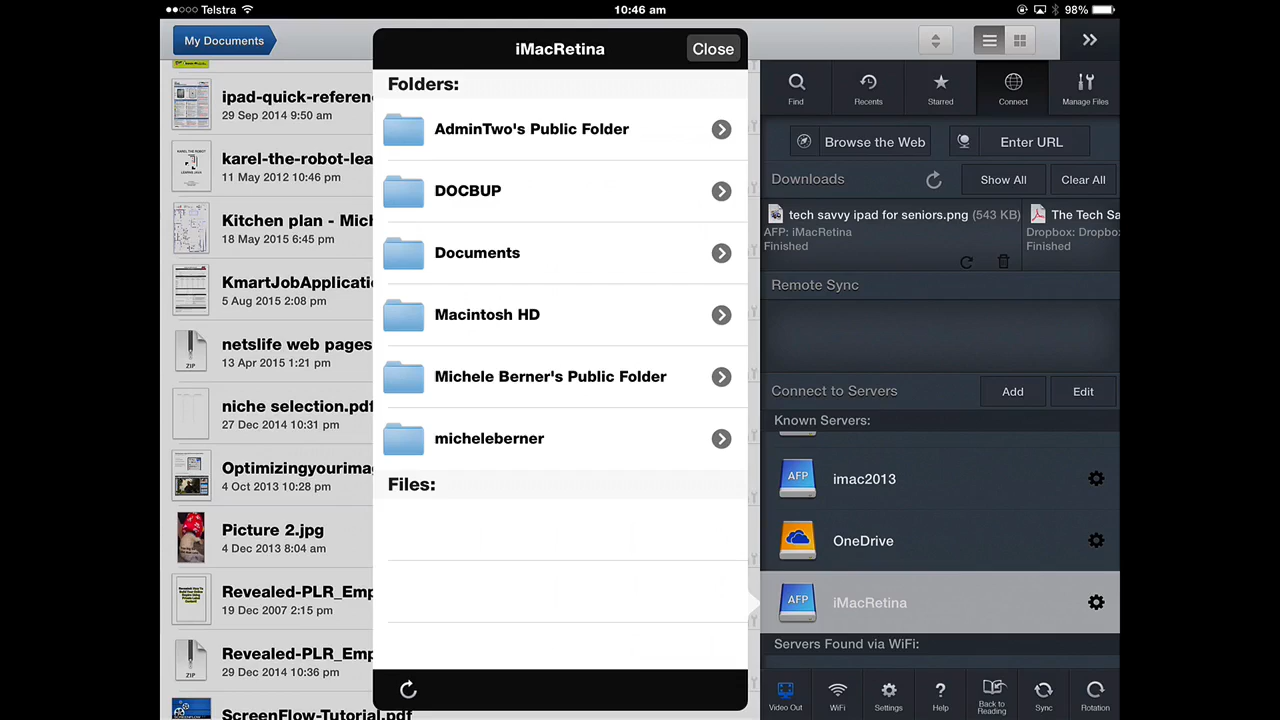 Telstra
10:46 am
98%
My Documents
iMacRetina
Close
Folders:
AdminTwo's Public Folder
DOCBUP
Documents
Macintosh HD
Michele Berner's Public Folder
micheleberner
Files:
ipad-quick-referen
29 Sep 2014 9:50 am
karel-the-robot-lea
11 May 2012 10:46 pm
Kitchen plan - Mich
18 May 2015 6:45 pm
KmartJobApplicatio
5 Aug 2015 2:08 pm
ZIP
netslife web pages
13 Apr 2015 1:21 pm
niche selection.pdf
27 Dec 2014 10:31 pm
Optimizingyourima
4 Oct 2013 10:28 pm
Picture 2.jpg
4 Dec 2013 8:04 am
Revealed-PLR_Emp
19 Dec 2007 2:15 pm
ZIP
Revealed-PLR_Emp
29 Dec 2014 10:36 pm
ScreenFlow-Tutorial.pdf
Find
Recents
Starred
Connect
Manage Files
Browse the Web
Enter URL
Downloads
Show All
Clear All
tech savvy ipad for seniors.png (543 KB)
AFP: iMacRetina
Finished
The Tech Sa
Dropbox: Dropbox
Finished
Remote Sync
Connect to Servers
Add
Edit
Known Servers:
AFP
imac2013
OneDrive
AFP
iMacRetina
Servers Found via WiFi:
Video Out
WiFi
Settings
Help
Back to
Reading
Sync
Rotation